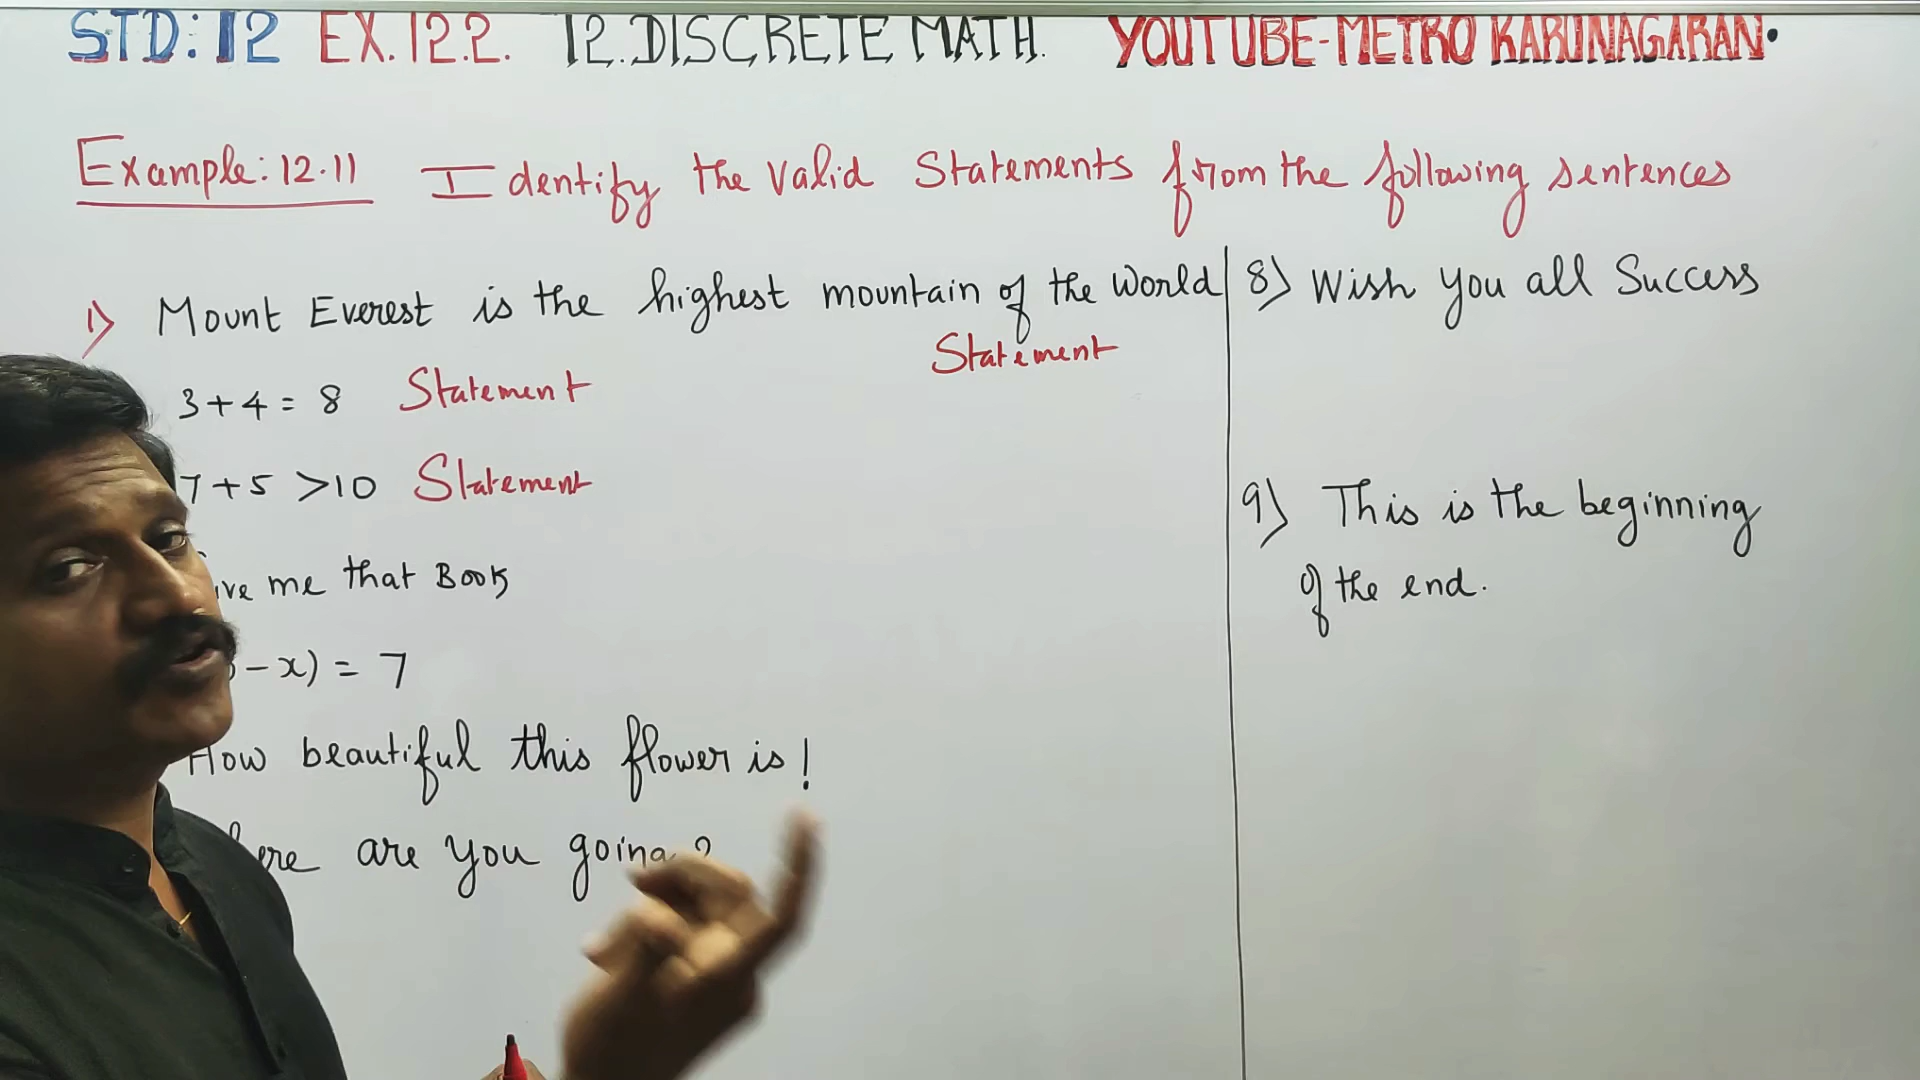 STD: 12 EX.12.2. 12.DISCRETE MATH. YOUTUBE-METRO KARUNAGARAN.
Example: 12.11 Identify the valid Statements from the following sentences
1) Mount Everest is the highest mountain of the World
Statement
3+4 = 8 Statement
7+5 >10 Statement
me that Book
- x) = 7
How beautiful this flower is!
are you going?
8) Wish you all Success
9) This is the beginning
of the end.